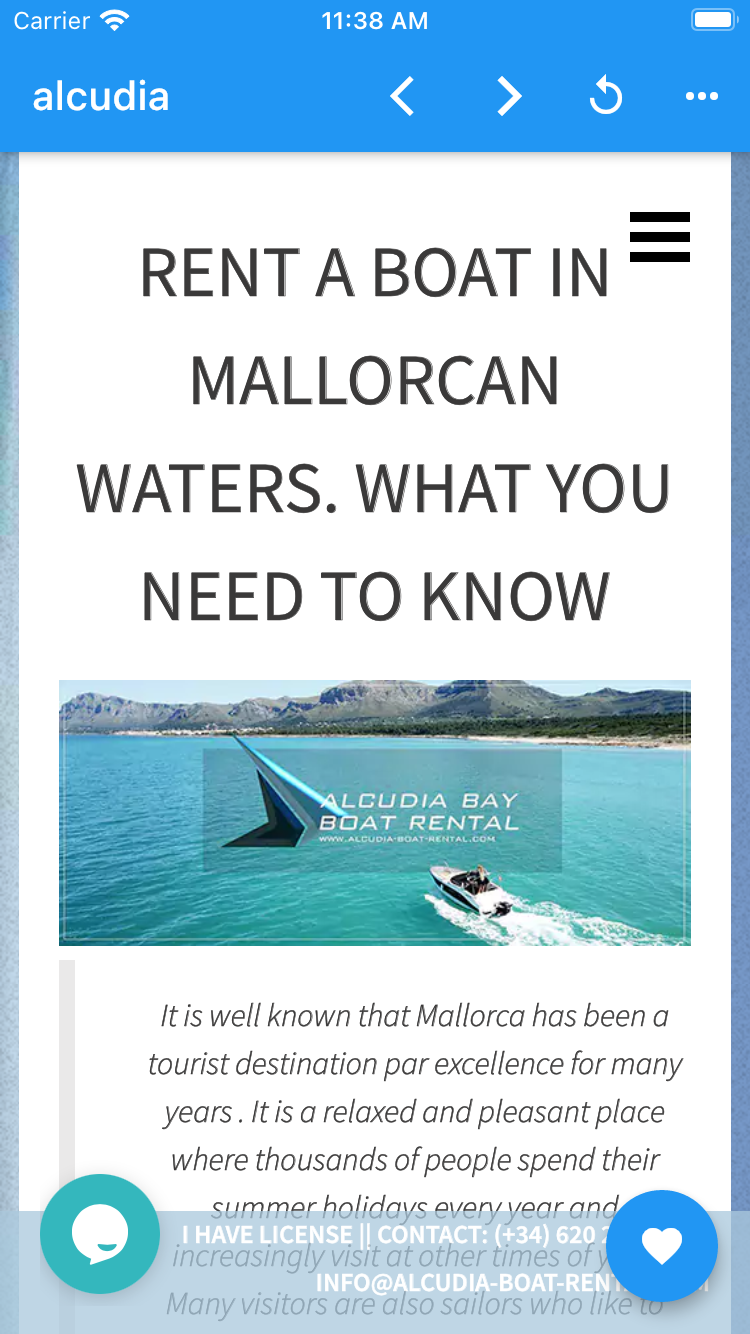 Carrier 11:38 AM
alcudia
RENT A BOAT IN
MALLORCAN
WATERS. WHAT YOU
NEED TO KNOW
ALCUDIA BAY
BOAT RENTAL
WWW.ALCUDIA-BOAT-RENTAL.COM
It is well known that Mallorca has been a
tourist destination par excellence for many
years . It is a relaxed and pleasant place
where thousands of people spend their
summer holidays every year and
I HAVE LICENSE || CONTACT: (+34) 620
increasingly visit at other times of
INFO@ALCUDIA-BOAT-RENT
Many visitors are also sailors who like to